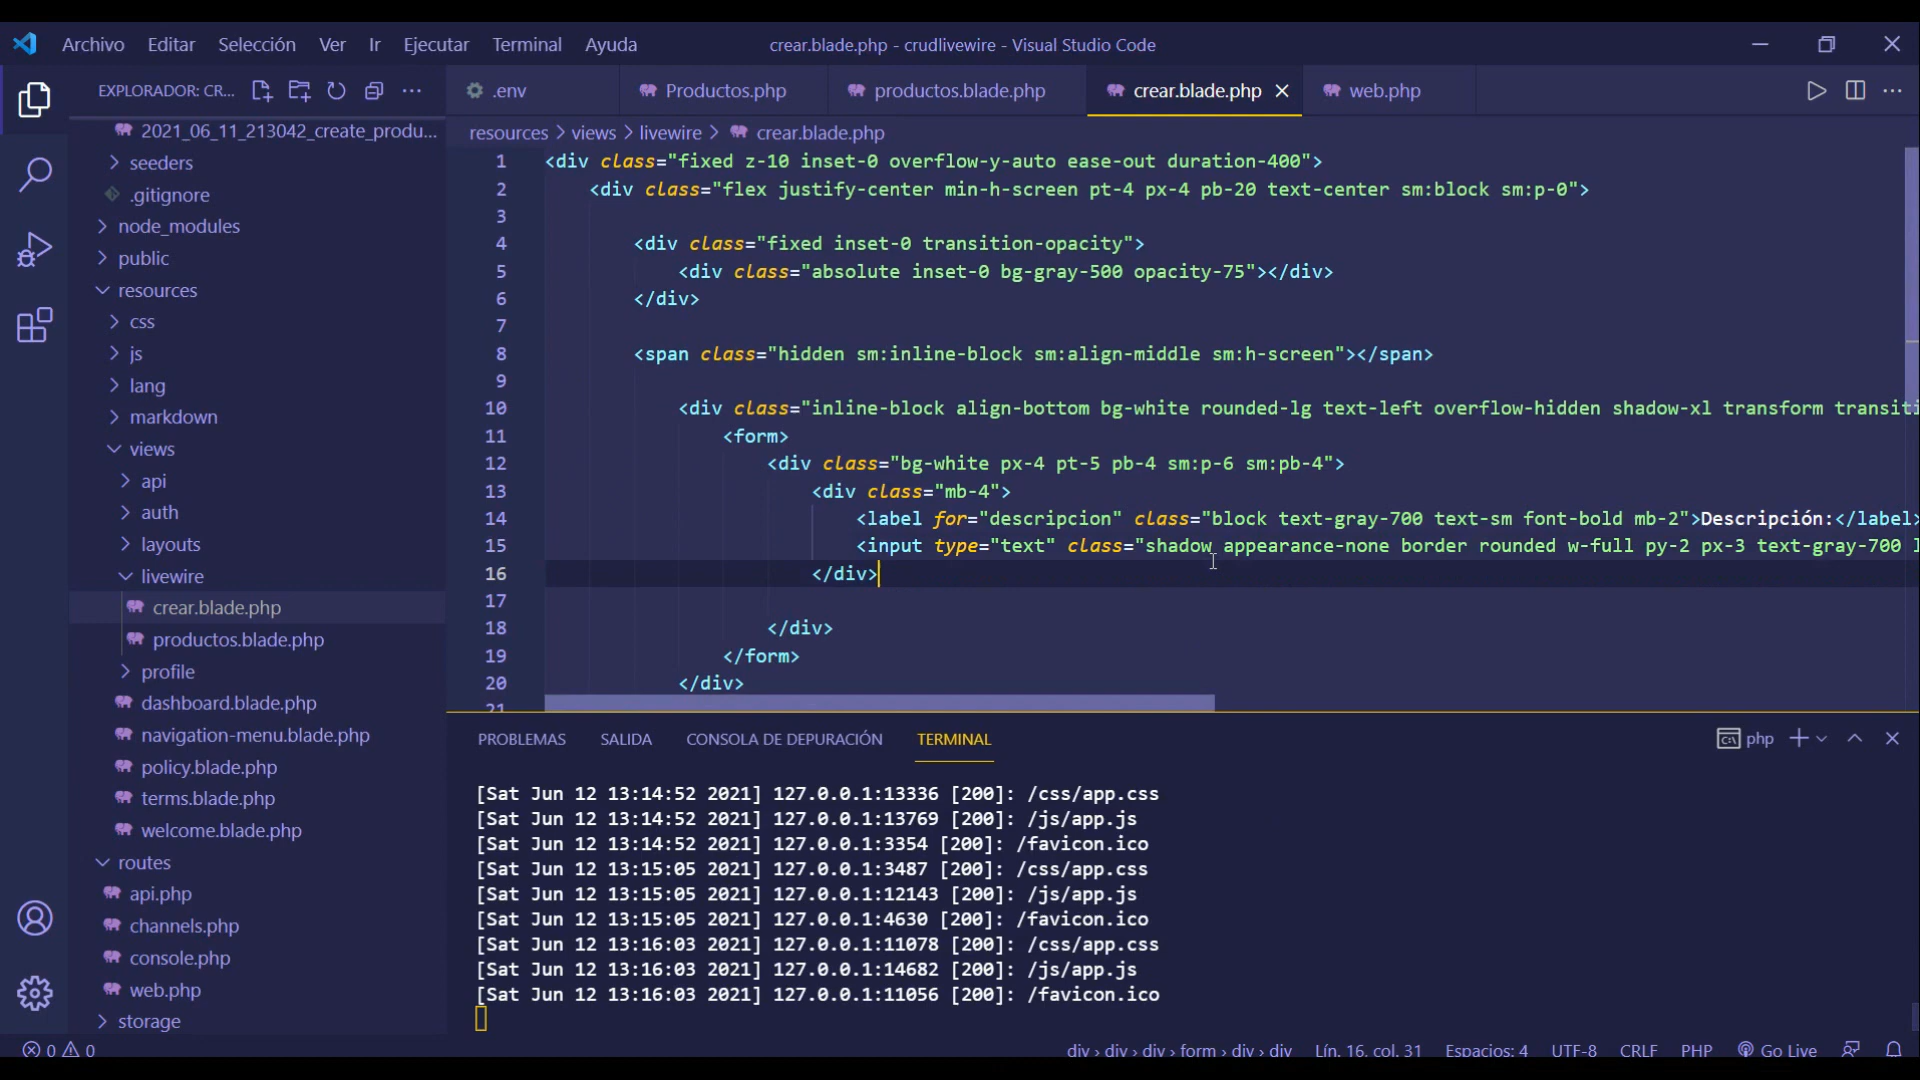 Archivo Editar Selección Ver Ir Ejecutar Terminal Ayuda crear.blade.php - crudlivewire - Visual Studio Code
EXPLORADOR: CR... .env Productos.php productos.blade.php crear.blade.php web.php
resources > views > livewire > crear.blade.php
2021_06_11_213042_create_produ...
seeders
.gitignore
node_modules
public
resources
css
js
lang
markdown
views
api
auth
layouts
livewire
crear.blade.php
productos.blade.php
profile
dashboard.blade.php
navigation-menu.blade.php
policy.blade.php
terms.blade.php
welcome.blade.php
routes
api.php
channels.php
console.php
web.php
storage
1 <div class="fixed z-10 inset-0 overflow-y-auto ease-out duration-400">
2 <div class="flex justify-center min-h-screen pt-4 px-4 pb-20 text-center sm:block sm:p-0">
3
4 <div class="fixed inset-0 transition-opacity">
5 <div class="absolute inset-0 bg-gray-500 opacity-75"></div>
6 </div>
7
8 <span class="hidden sm:inline-block sm:align-middle sm:h-screen"></span>
9
10 <div class="inline-block align-bottom bg-white rounded-lg text-left overflow-hidden shadow-xl transform transiti
11 <form>
12 <div class="bg-white px-4 pt-5 pb-4 sm:p-6 sm:pb-4">
13 <div class="mb-4">
14 <label for="descripcion" class="block text-gray-700 text-sm font-bold mb-2">Descripción:</label>
15 <input type="text" class="shadow appearance-none border rounded w-full py-2 px-3 text-gray-700 l
16 </div>
17
18 </div>
19 </form>
20 </div>
21
PROBLEMAS SALIDA CONSOLA DE DEPURACIÓN TERMINAL php
[Sat Jun 12 13:14:52 2021] 127.0.0.1:13336 [200]: /css/app.css
[Sat Jun 12 13:14:52 2021] 127.0.0.1:13769 [200]: /js/app.js
[Sat Jun 12 13:14:52 2021] 127.0.0.1:3354 [200]: /favicon.ico
[Sat Jun 12 13:15:05 2021] 127.0.0.1:3487 [200]: /css/app.css
[Sat Jun 12 13:15:05 2021] 127.0.0.1:12143 [200]: /js/app.js
[Sat Jun 12 13:15:05 2021] 127.0.0.1:4630 [200]: /favicon.ico
[Sat Jun 12 13:16:03 2021] 127.0.0.1:11078 [200]: /css/app.css
[Sat Jun 12 13:16:03 2021] 127.0.0.1:14682 [200]: /js/app.js
[Sat Jun 12 13:16:03 2021] 127.0.0.1:11056 [200]: /favicon.ico
0 0 div > div > div > form > div > div Lín. 16, col. 31 Espacios: 4 UTF-8 CRLF PHP Go Live